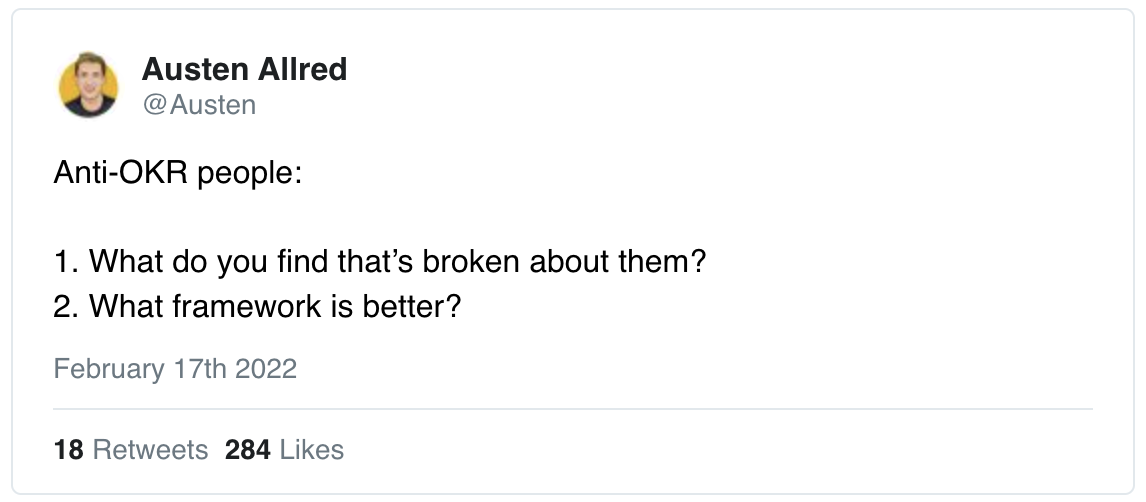 Austen Allred
@Austen
Anti-OKR people:
1. What do you find that’s broken about them?
2. What framework is better?
February 17th 2022
18 Retweets 284 Likes